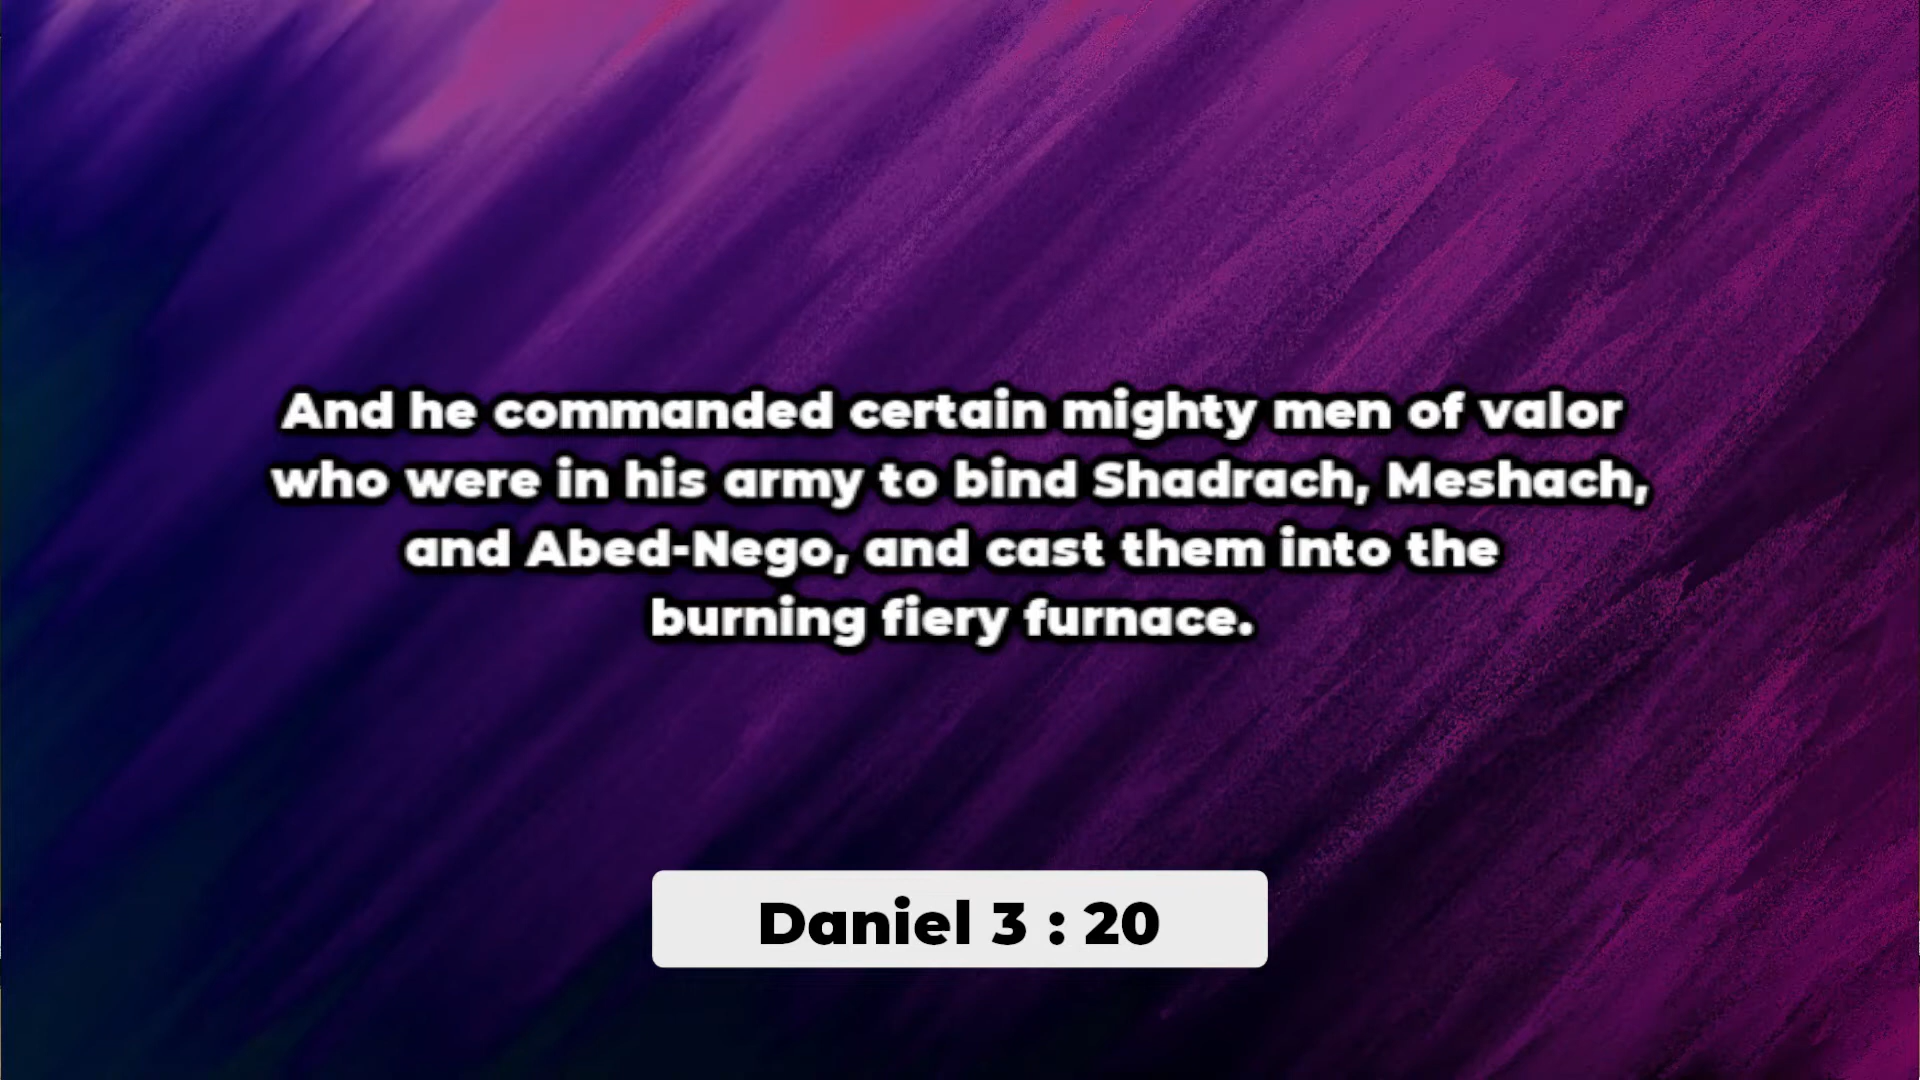 And he commanded certain mighty men of valor
who were in his army to bind Shadrach, Meshach,
and Abed-Nego, and cast them into the
burning fiery furnace.
Daniel 3 : 20